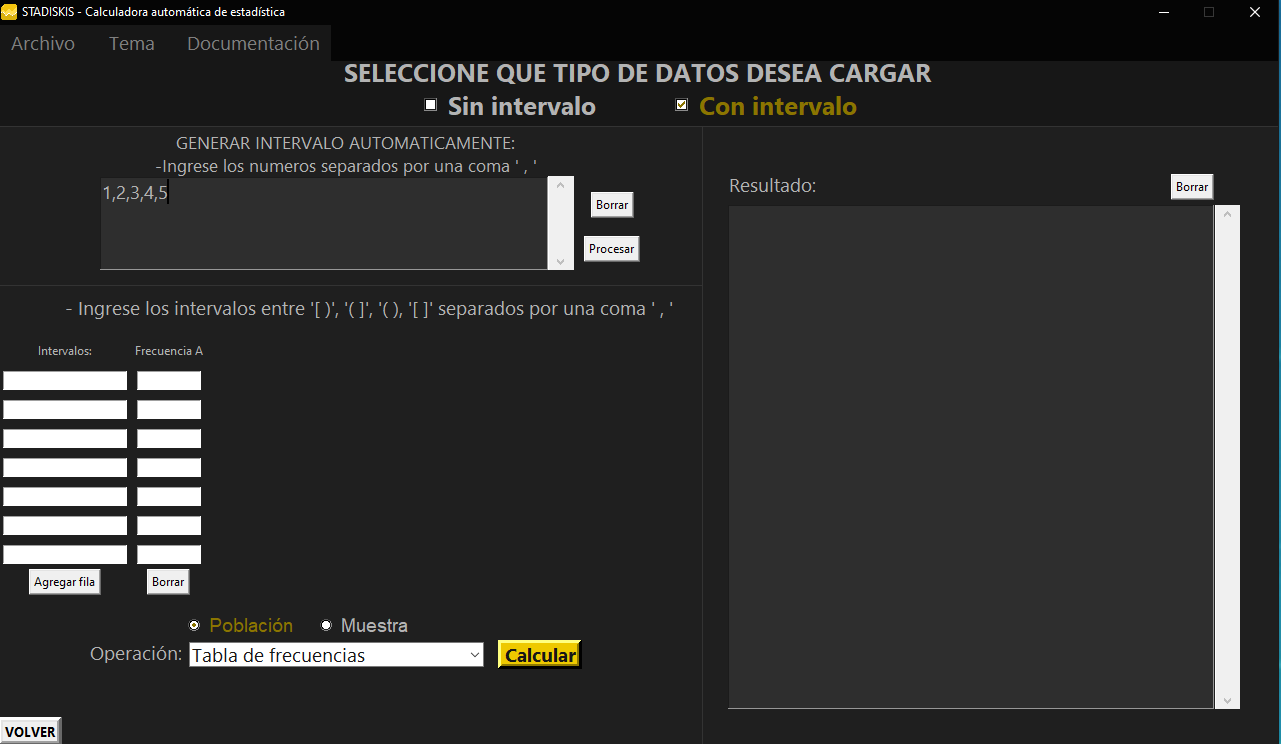 STADISKIS - Calculadora automática de estadística
Archivo Tema Documentación
SELECCIONE QUE TIPO DE DATOS DESEA CARGAR
Sin intervalo Con intervalo
GENERAR INTERVALO AUTOMATICAMENTE:
-Ingrese los numeros separados por una coma ' , '
1,2,3,4,5
Borrar
Procesar
- Ingrese los intervalos entre '[ )', '( ]', '( ), '[ ]' separados por una coma ' , '
Intervalos: Frecuencia A
Agregar fila Borrar
Población Muestra
Operación: Tabla de frecuencias Calcular
VOLVER
Resultado: Borrar